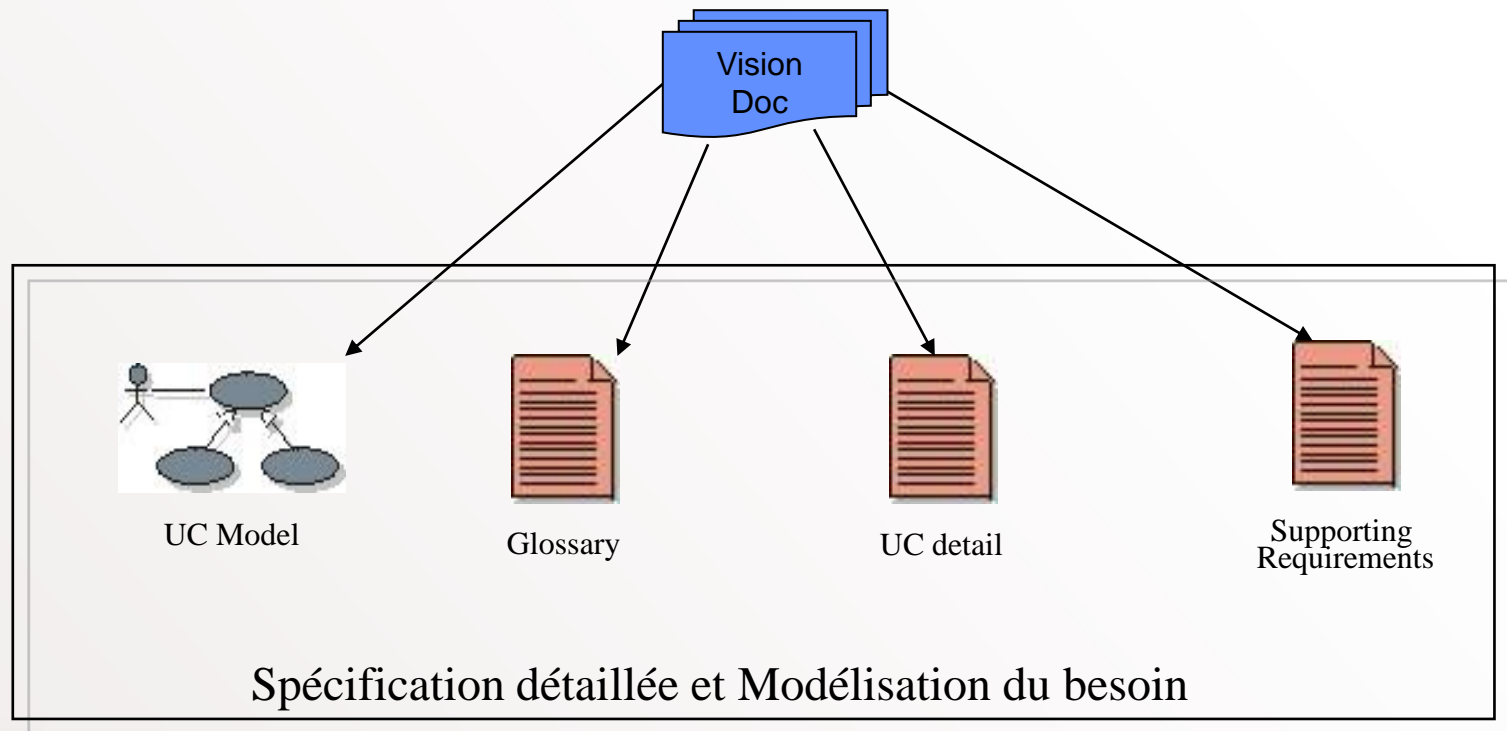 Vision
Doc
UC Model
Glossary
UC detail
Supporting
Requirements
Spécification détaillée et Modélisation du besoin